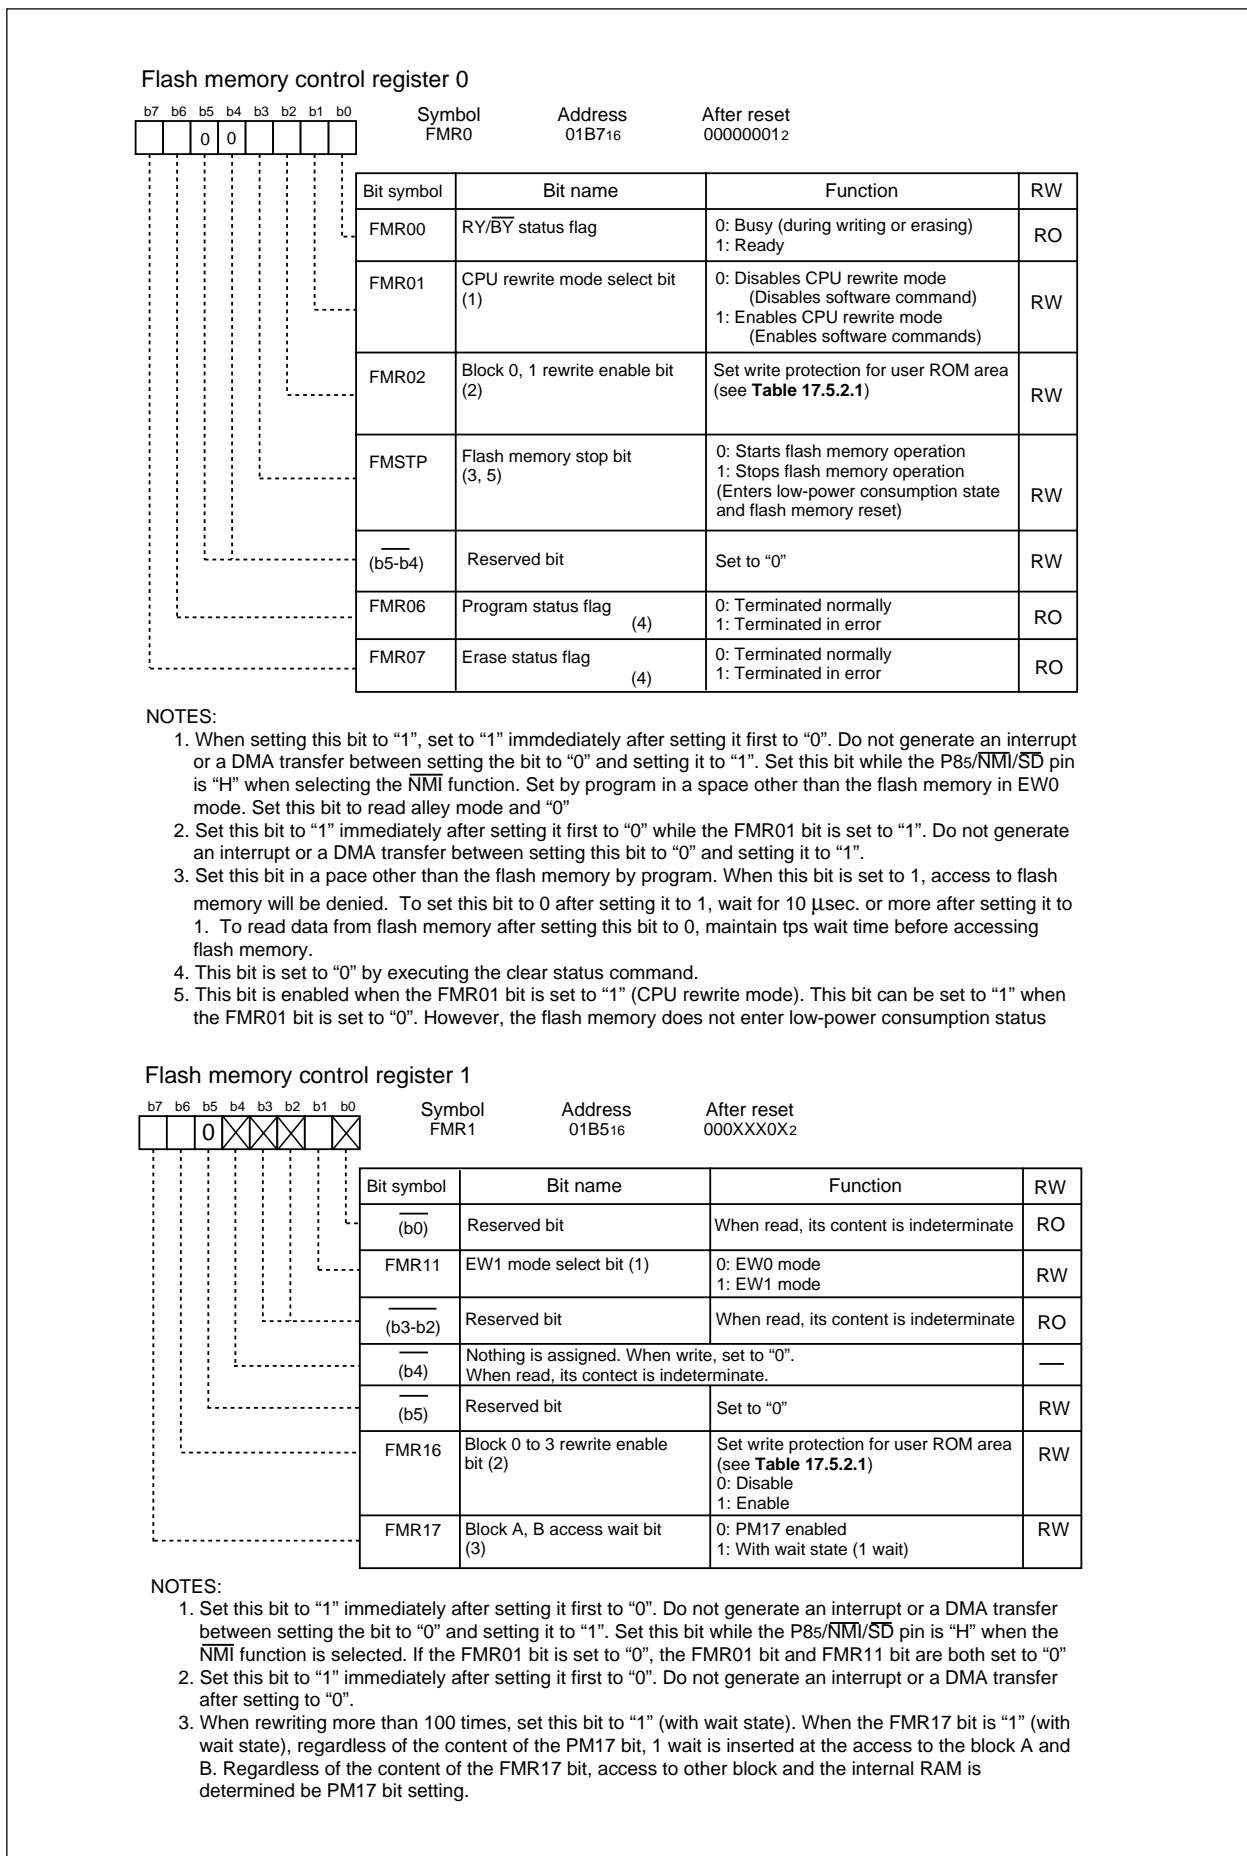 Flash memory control register 0
b7 b6 b5 b4 b3 b2 b1 b0
0 0
Symbol Address After reset
FMR0 01B716 000000012
Bit symbol Bit name Function RW
FMR00 RY/BY status flag 0: Busy (during writing or erasing)
1: Ready
RO
FMR01 CPU rewrite mode select bit
(1)
0: Disables CPU rewrite mode
(Disables software command)
1: Enables CPU rewrite mode
(Enables software commands)
RW
FMR02 Block 0, 1 rewrite enable bit
(2)
Set write protection for user ROM area
(see Table 17.5.2.1)
RW
FMSTP Flash memory stop bit
(3, 5)
0: Starts flash memory operation
1: Stops flash memory operation
(Enters low-power consumption state
and flash memory reset)
RW
(b5-b4) Reserved bit Set to “0” RW
FMR06 Program status flag
(4)
0: Terminated normally
1: Terminated in error
RO
FMR07 Erase status flag
(4)
0: Terminated normally
1: Terminated in error
RO
NOTES:
1. When setting this bit to “1”, set to “1” immdediately after setting it first to “0”. Do not generate an interrupt
or a DMA transfer between setting the bit to “0” and setting it to “1”. Set this bit while the P85/NMI/SD pin
is “H” when selecting the NMI function. Set by program in a space other than the flash memory in EW0
mode. Set this bit to read alley mode and “0”
2. Set this bit to “1” immediately after setting it first to “0” while the FMR01 bit is set to “1”. Do not generate
an interrupt or a DMA transfer between setting this bit to “0” and setting it to “1”.
3. Set this bit in a pace other than the flash memory by program. When this bit is set to 1, access to flash
memory will be denied. To set this bit to 0 after setting it to 1, wait for 10 μsec. or more after setting it to
1. To read data from flash memory after setting this bit to 0, maintain tps wait time before accessing
flash memory.
4. This bit is set to “0” by executing the clear status command.
5. This bit is enabled when the FMR01 bit is set to “1” (CPU rewrite mode). This bit can be set to “1” when
the FMR01 bit is set to “0”. However, the flash memory does not enter low-power consumption status
Flash memory control register 1
b7 b6 b5 b4 b3 b2 b1 b0
0
Symbol Address After reset
FMR1 01B516 000XXX0X2
Bit symbol Bit name Function RW
(b0) Reserved bit When read, its content is indeterminate RO
FMR11 EW1 mode select bit (1) 0: EW0 mode
1: EW1 mode
RW
(b3-b2) Reserved bit When read, its content is indeterminate RO
(b4) Nothing is assigned. When write, set to “0”.
When read, its contect is indeterminate.
—
(b5) Reserved bit Set to “0” RW
FMR16 Block 0 to 3 rewrite enable
bit (2)
Set write protection for user ROM area
(see Table 17.5.2.1)
0: Disable
1: Enable
RW
FMR17 Block A, B access wait bit
(3)
0: PM17 enabled
1: With wait state (1 wait)
RW
NOTES:
1. Set this bit to “1” immediately after setting it first to “0”. Do not generate an interrupt or a DMA transfer
between setting the bit to “0” and setting it to “1”. Set this bit while the P85/NMI/SD pin is “H” when the
NMI function is selected. If the FMR01 bit is set to “0”, the FMR01 bit and FMR11 bit are both set to “0”
2. Set this bit to “1” immediately after setting it first to “0”. Do not generate an interrupt or a DMA transfer
after setting to “0”.
3. When rewriting more than 100 times, set this bit to “1” (with wait state). When the FMR17 bit is “1” (with
wait state), regardless of the content of the PM17 bit, 1 wait is inserted at the access to the block A and
B. Regardless of the content of the FMR17 bit, access to other block and the internal RAM is
determined be PM17 bit setting.